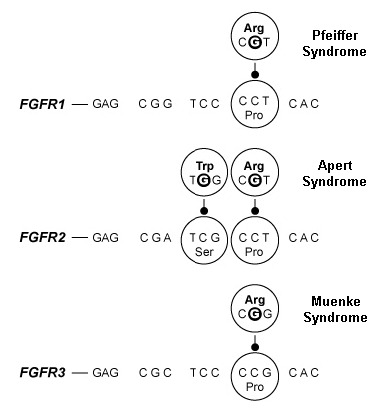 Arg
CGT
Pfeiffer
Syndrome
FGFR1 — GAG CGG TCC CCT CAC
Pro
Trp Arg
TGG CGT
Apert
Syndrome
FGFR2 — GAG CGA TCG CCT CAC
Ser Pro
Arg
CGG
Muenke
Syndrome
FGFR3 — GAG CGC TCC CCG CAC
Pro